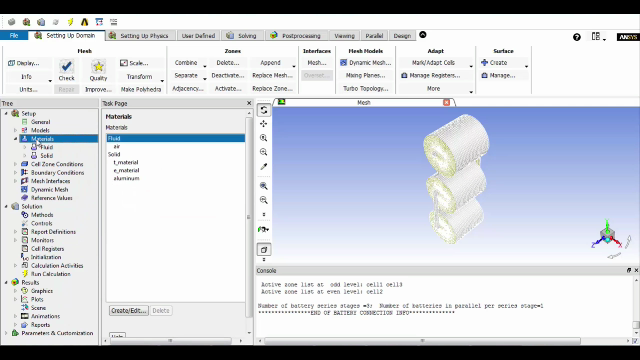 ANSYS
File Setting Up Domain Setting Up Physics User Defined Solving Postprocessing Viewing Parallel Design
Mesh Zones Interfaces Mesh Models Adapt Surface
Display... Scale... Combine Delete... Append Mesh... Dynamic Mesh... Mark/Adapt Cells Create
Info Check Quality Transform Separate Deactivate... Replace Mesh... Overset... Mixing Planes... Manage Registers... Manage...
Units... Improve... Make Polyhedra Adjacency... Activate... Replace Zone... Turbo Topology... More
Tree Task Page Mesh
Setup
General
Models
Materials
Fluid
Solid
Cell Zone Conditions
Boundary Conditions
Mesh Interfaces
Dynamic Mesh
Reference Values
Solution
Methods
Controls
Report Definitions
Monitors
Cell Registers
Initialization
Calculation Activities
Run Calculation
Results
Graphics
Plots
Scene
Animations
Reports
Parameters & Customization
Materials
Materials
Fluid
air
Solid
t_material
e_material
aluminum
Create/Edit... Delete
Help
Console
Active zone list at odd level: cell1 cell3
Active zone list at even level: cell2
Number of battery series stages =3; Number of batteries in parallel per series stage=1
****************END OF BATTERY CONNECTION INFO**************